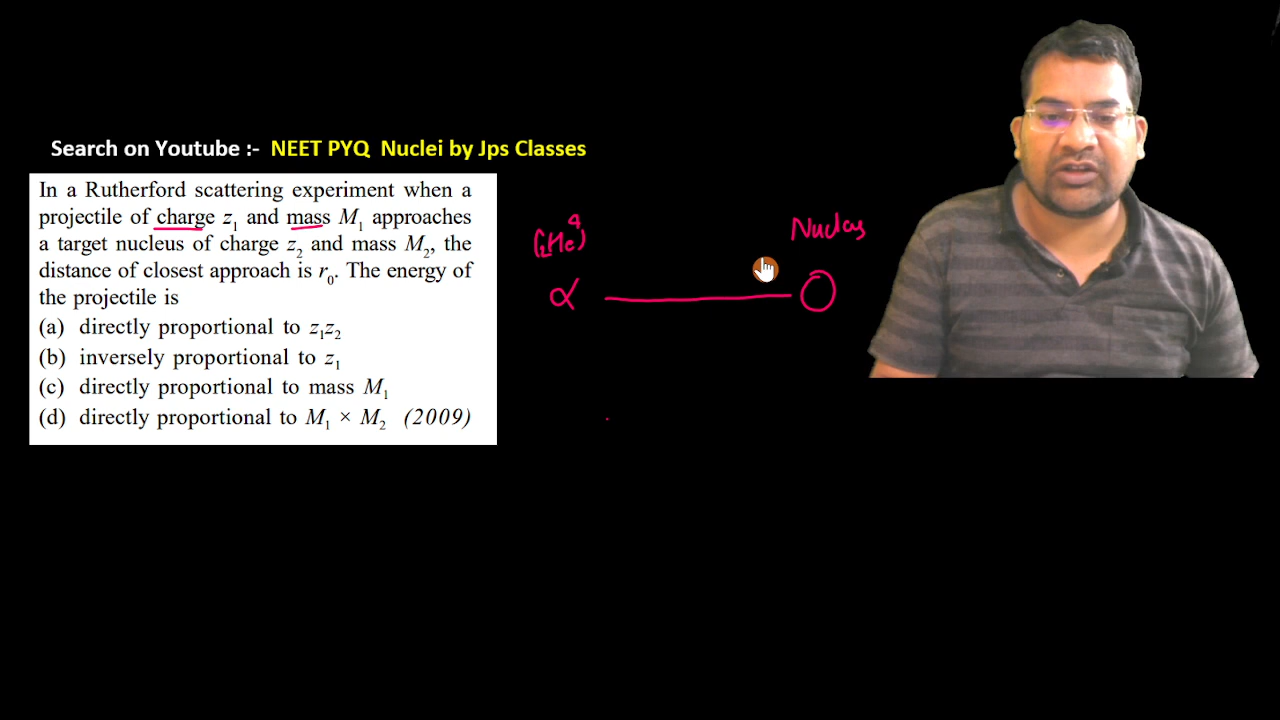 Search on Youtube :- NEET PYQ Nuclei by Jps Classes
In a Rutherford scattering experiment when a
projectile of charge z₁ and mass M₁ approaches
a target nucleus of charge z₂ and mass M₂, the
distance of closest approach is r₀. The energy of
the projectile is
(a) directly proportional to z₁z₂
(b) inversely proportional to z₁
(c) directly proportional to mass M₁
(d) directly proportional to M₁ × M₂ (2009)
(₂He⁴)
α
Nucleas